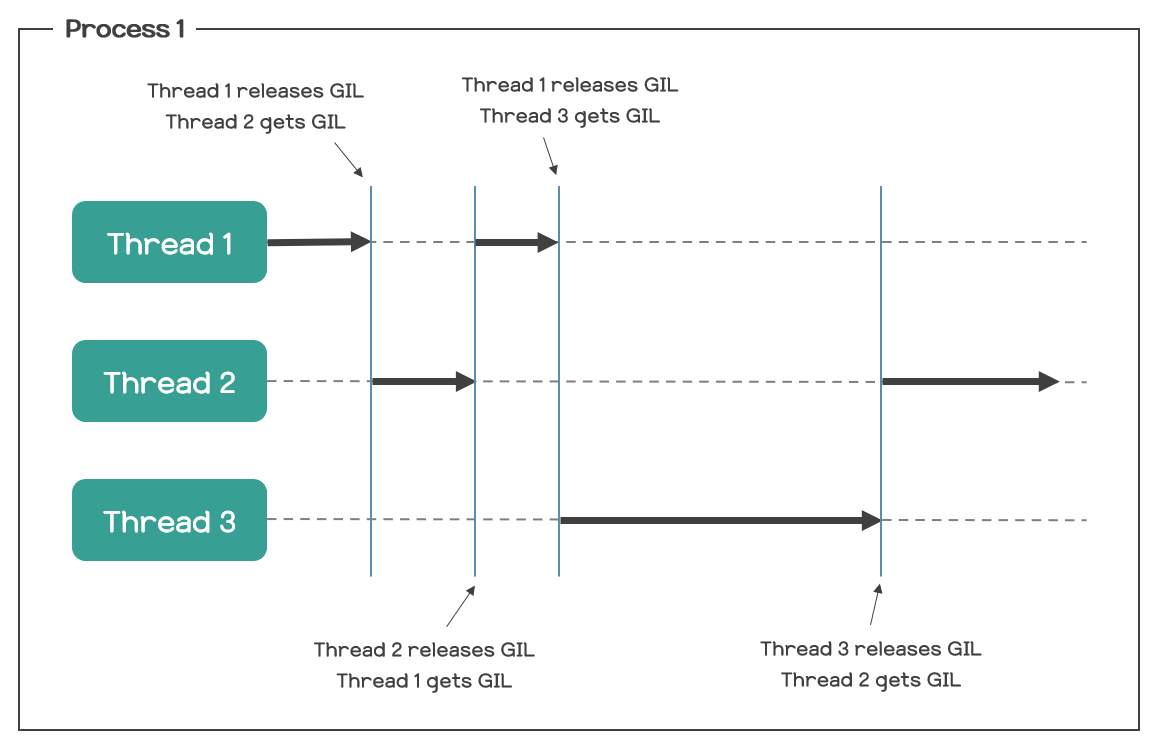 Process 1
Thread 1 releases GIL
Thread 2 gets GIL
Thread 1 releases GIL
Thread 3 gets GIL
Thread 1
Thread 2
Thread 3
Thread 2 releases GIL
Thread 1 gets GIL
Thread 3 releases GIL
Thread 2 gets GIL